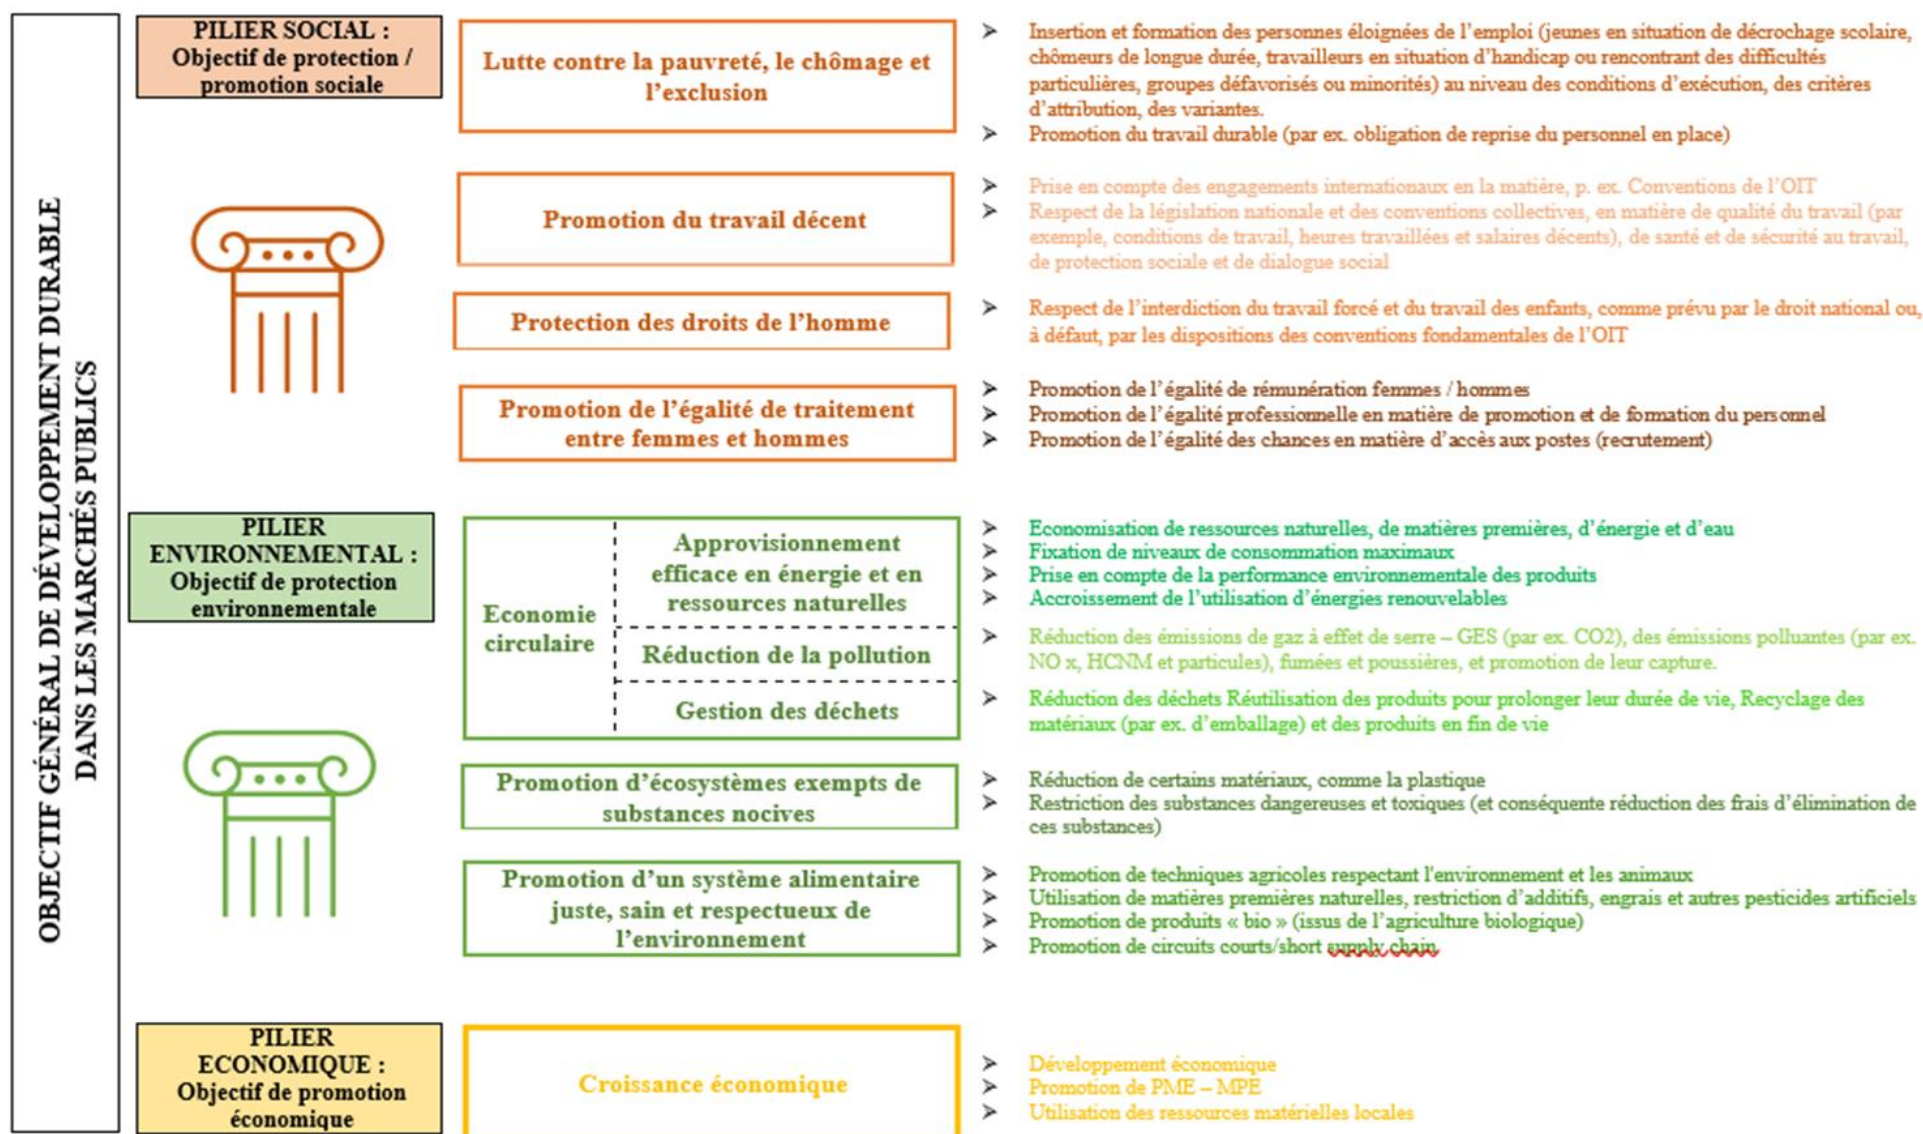 OBJECTIF GÉNÉRAL DE DÉVELOPPEMENT DURABLE
DANS LES MARCHÉS PUBLICS
PILIER SOCIAL :
Objectif de protection /
promotion sociale
Lutte contre la pauvreté, le chômage et
l’exclusion
➢ Insertion et formation des personnes éloignées de l’emploi (jeunes en situation de décrochage scolaire,
chômeurs de longue durée, travailleurs en situation d’handicap ou rencontrant des difficultés
particulières, groupes défavorisés ou minorités) au niveau des conditions d’exécution, des critères
d’attribution, des variantes.
➢ Promotion du travail durable (par ex. obligation de reprise du personnel en place)
Promotion du travail décent
➢ Prise en compte des engagements internationaux en la matière, p. ex. Conventions de l’OIT
➢ Respect de la législation nationale et des conventions collectives, en matière de qualité du travail (par
exemple, conditions de travail, heures travaillées et salaires décents), de santé et de sécurité au travail,
de protection sociale et de dialogue social
Protection des droits de l’homme
➢ Respect de l’interdiction du travail forcé et du travail des enfants, comme prévu par le droit national ou,
à défaut, par les dispositions des conventions fondamentales de l’OIT
Promotion de l’égalité de traitement
entre femmes et hommes
➢ Promotion de l’égalité de rémunération femmes / hommes
➢ Promotion de l’égalité professionnelle en matière de promotion et de formation du personnel
➢ Promotion de l’égalité des chances en matière d’accès aux postes (recrutement)
PILIER
ENVIRONNEMENTAL :
Objectif de protection
environnementale
Economie
circulaire
Approvisionnement
efficace en énergie et en
ressources naturelles
➢ Economisation de ressources naturelles, de matières premières, d’énergie et d’eau
➢ Fixation de niveaux de consommation maximaux
➢ Prise en compte de la performance environnementale des produits
➢ Accroissement de l’utilisation d’énergies renouvelables
Réduction de la pollution
➢ Réduction des émissions de gaz à effet de serre – GES (par ex. CO2), des émissions polluantes (par ex.
NO x, HCNM et particules), fumées et poussières, et promotion de leur capture.
Gestion des déchets
➢ Réduction des déchets Réutilisation des produits pour prolonger leur durée de vie, Recyclage des
matériaux (par ex. d’emballage) et des produits en fin de vie
Promotion d’écosystèmes exempts de
substances nocives
➢ Réduction de certains matériaux, comme la plastique
➢ Restriction des substances dangereuses et toxiques (et conséquente réduction des frais d’élimination de
ces substances)
Promotion d’un système alimentaire
juste, sain et respectueux de
l’environnement
➢ Promotion de techniques agricoles respectant l'environnement et les animaux
➢ Utilisation de matières premières naturelles, restriction d’additifs, engrais et autres pesticides artificiels
➢ Promotion de produits « bio » (issus de l’agriculture biologique)
➢ Promotion de circuits courts/short supply chain
PILIER
ECONOMIQUE :
Objectif de promotion
économique
Croissance économique
➢ Développement économique
➢ Promotion de PME – MPE
➢ Utilisation des ressources matérielles locales